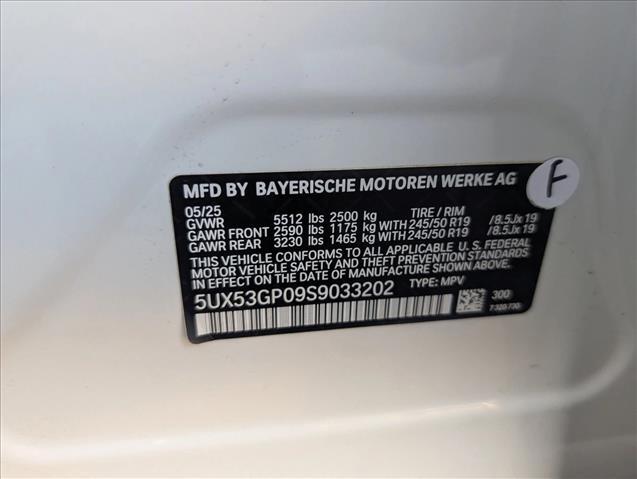 MFD BY BAYERISCHE MOTOREN WERKE AG
F
05/25
GVWR 5512 lbs 2500 kg TIRE / RIM
GAWR FRONT 2590 lbs 1175 kg WITH 245/50 R19 /8.5Jx19
GAWR REAR 3230 lbs 1465 kg WITH 245/50 R19 /8.5Jx19
THIS VEHICLE CONFORMS TO ALL APPLICABLE U.S. FEDERAL
MOTOR VEHICLE SAFETY AND THEFT PREVENTION STANDARDS
IN EFFECT ON THE DATE OF MANUFACTURE SHOWN ABOVE.
5UX53GP09S9033202 TYPE: MPV
300